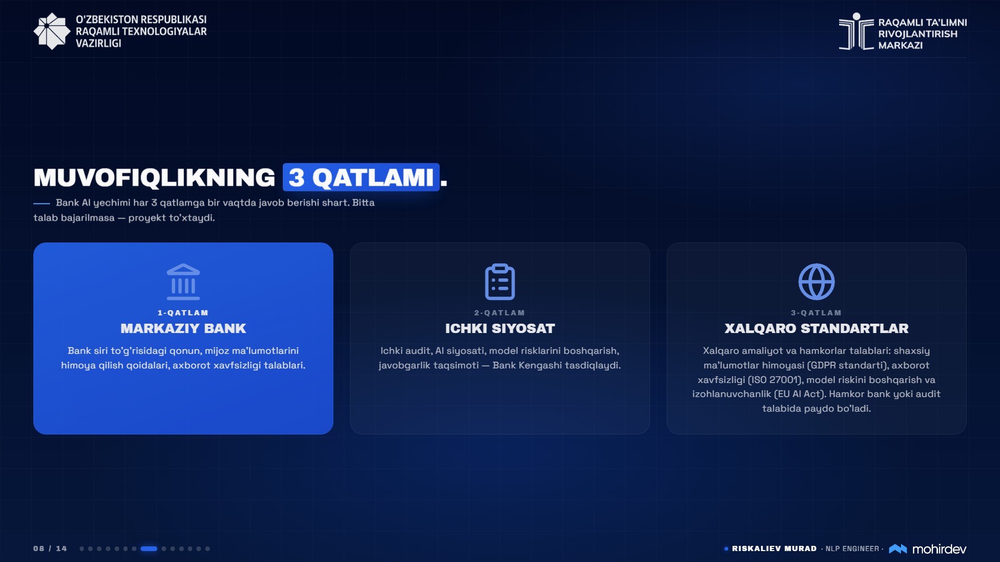 O'ZBEKISTON RESPUBLIKASI
RAQAMLI TEXNOLOGIYALAR
VAZIRLIGI
RAQAMLI TA'LIMNI
RIVOJLANTIRISH
MARKAZI
MUVOFIQLIKNING 3 QATLAMI.
— Bank AI yechimi har 3 qatlamga bir vaqtda javob berishi shart. Bitta
talab bajarilmasa — proyekt to'xtaydi.
1-QATLAM
MARKAZIY BANK
Bank siri to'g'risidagi qonun, mijoz ma'lumotlarini
himoya qilish qoidalari, axborot xavfsizligi talablari.
2-QATLAM
ICHKI SIYOSAT
Ichki audit, AI siyosati, model risklarini boshqarish,
javobgarlik taqsimoti — Bank Kengashi tasdiqlaydi.
3-QATLAM
XALQARO STANDARTLAR
Xalqaro amaliyot va hamkorlar talablari: shaxsiy
ma'lumotlar himoyasi (GDPR standarti), axborot
xavfsizligi (ISO 27001), model riskini boshqarish va
izohlanuvchanlik (EU AI Act). Hamkor bank yoki audit
talabida paydo bo'ladi.
08 / 14
RISKALIEV MURAD · NLP ENGINEER · mohirdev